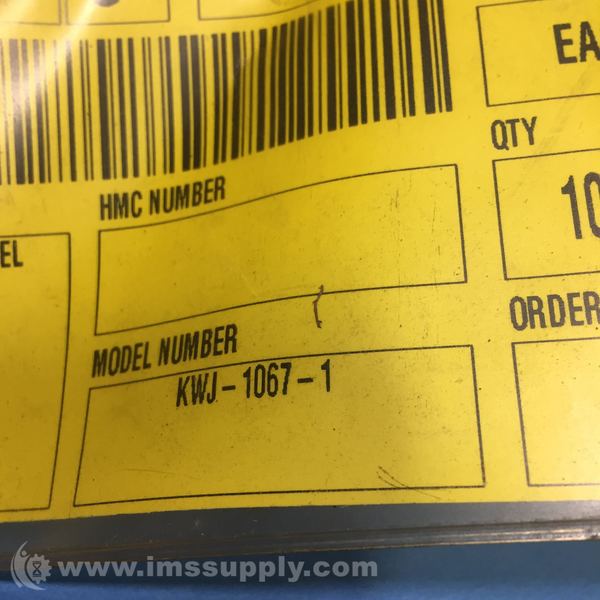 EA
QTY
HMC NUMBER
10
EL
ORDER
MODEL NUMBER
KWJ-1067-1
www.imssupply.com